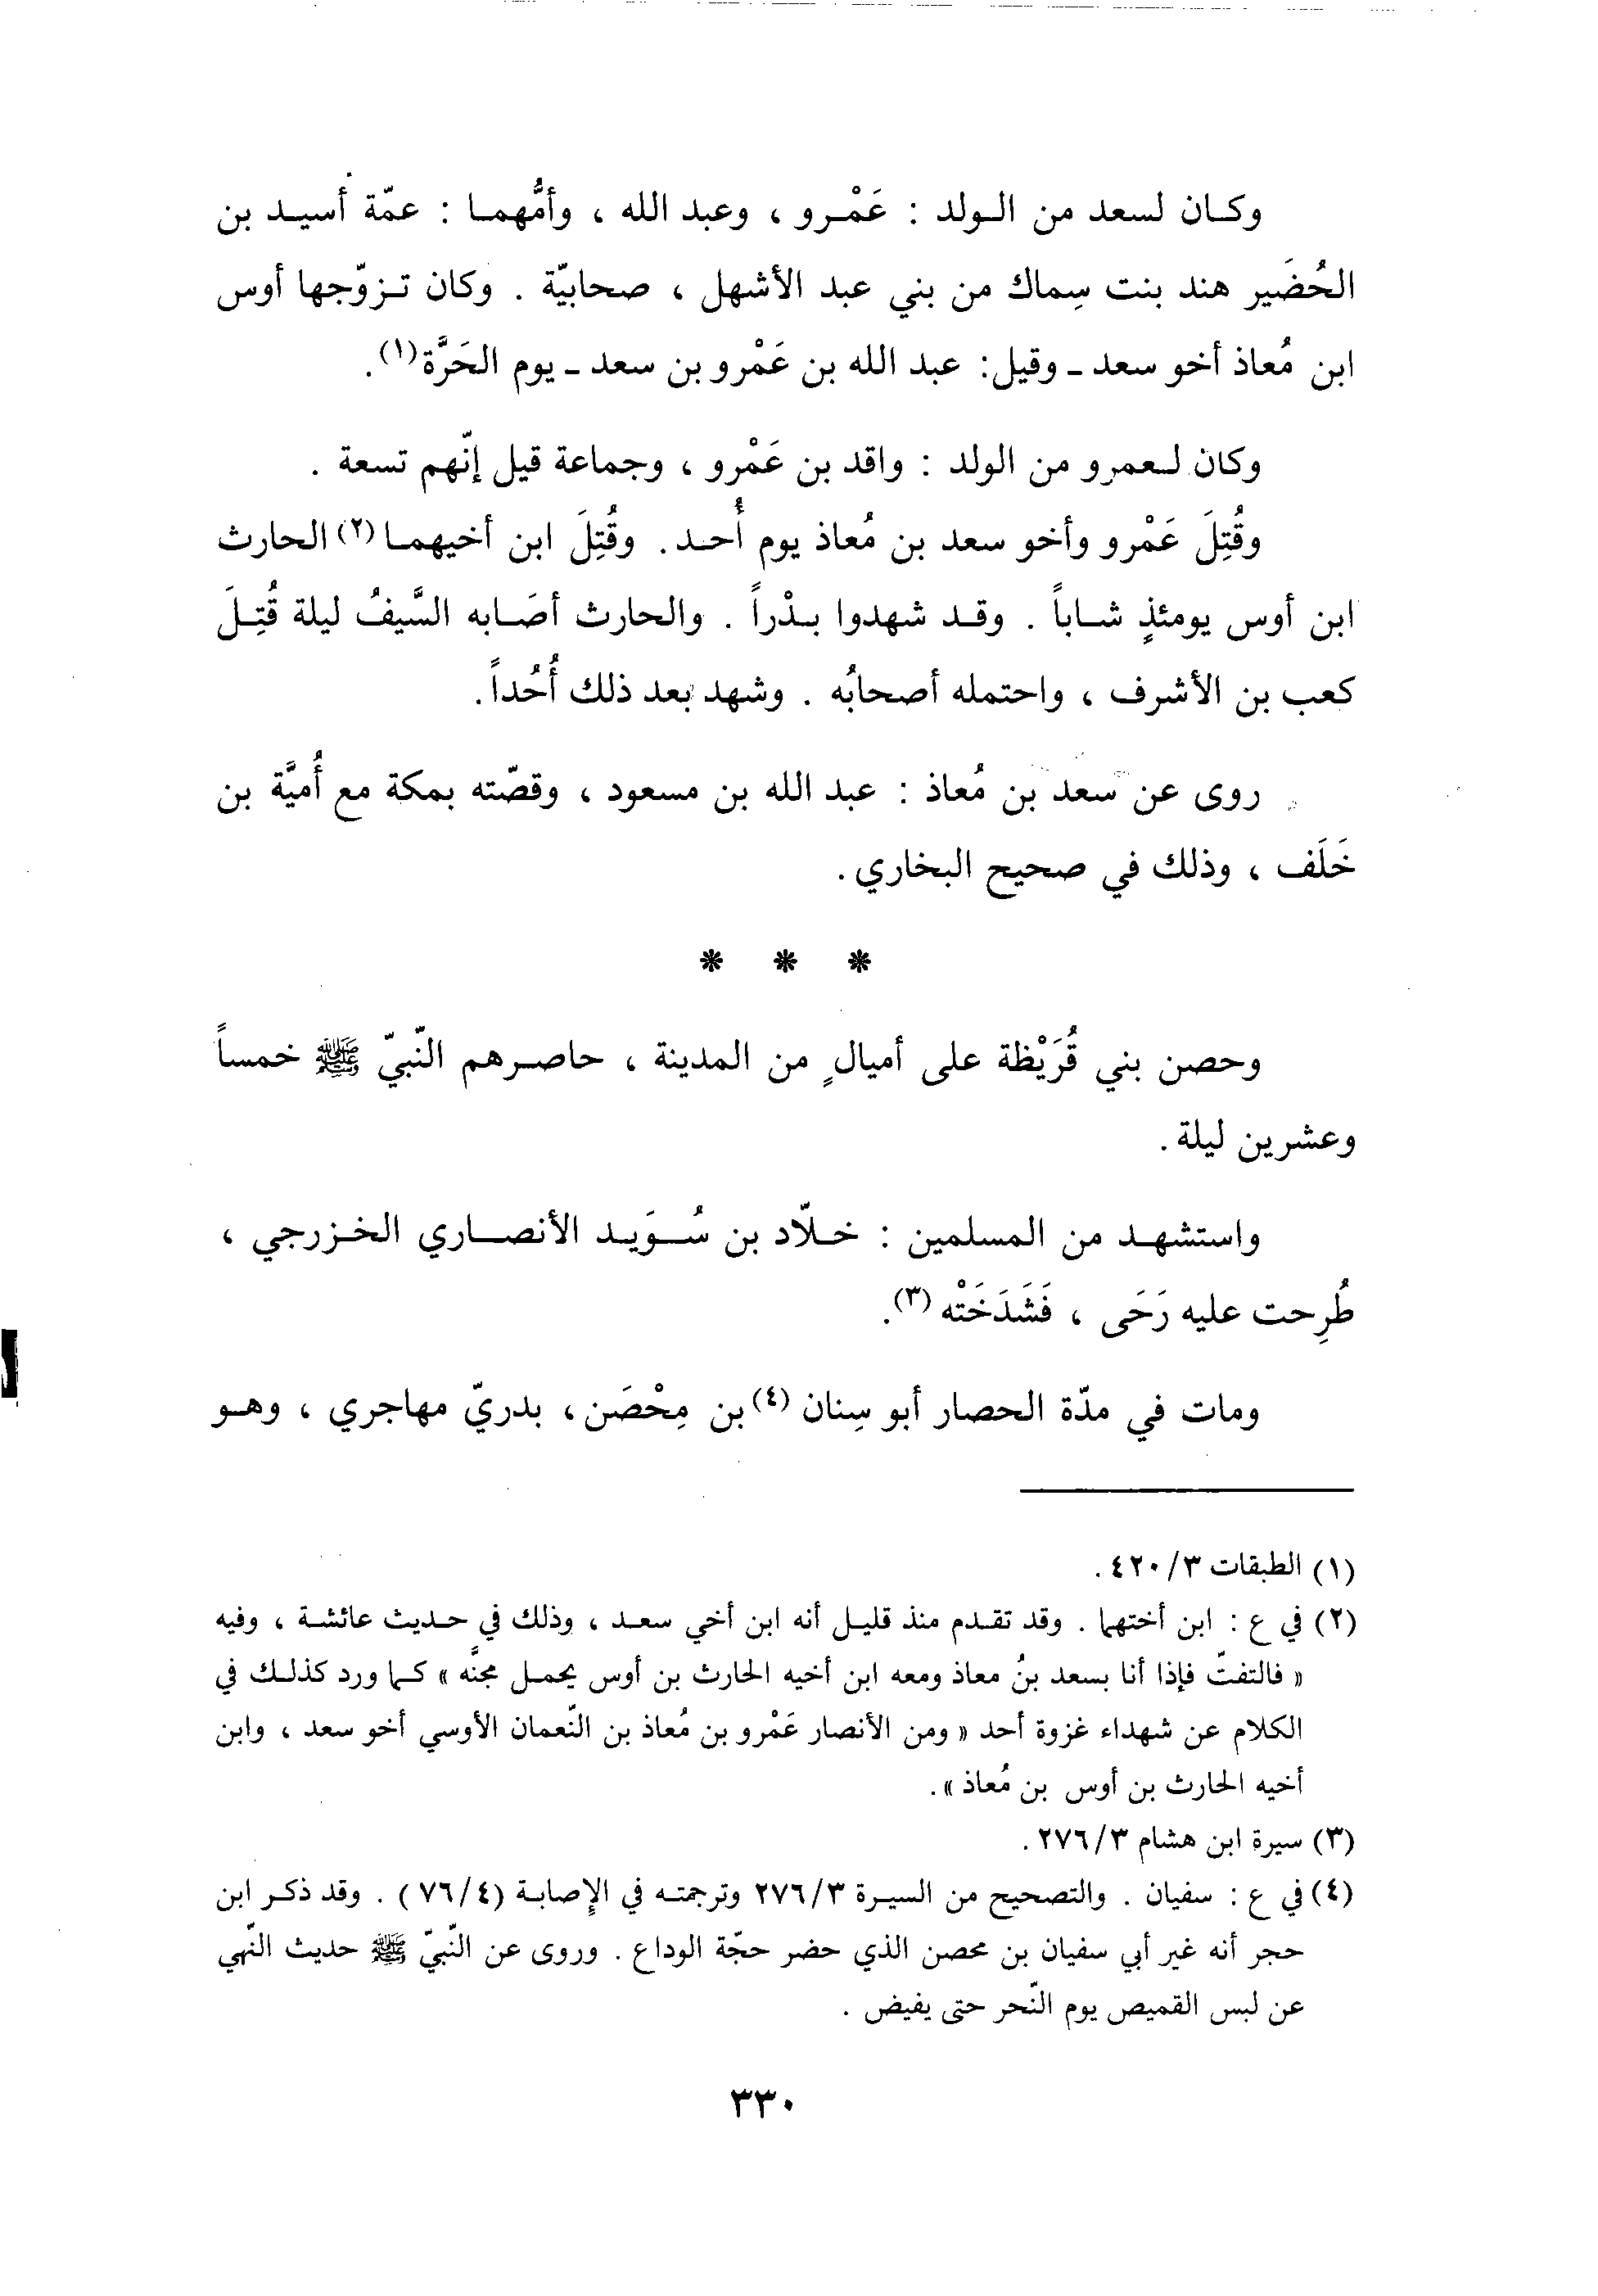 وكان لسعد من الولد : عَمْرو ، وعبد الله ، وأمُّهما : عمّة أسيد بن
الحُضَير هند بنت سِماك من بني عبد الأشهل ، صحابيّة . وكان تزوّجها أوس
ابن مُعاذ أخو سعد ـ وقيل: عبد الله بن عَمْرو بن سعد ـ يوم الحَرَّة(١).
وكان لعمرو من الولد : واقد بن عَمْرو ، وجماعة قيل إنّهم تسعة .
وقُتِلَ عَمْرو وأخو سعد بن مُعاذ يوم أُحد. وقُتِلَ ابن أخيهما(٢) الحارث
ابن أوس يومئذٍ شاباً . وقد شهدوا بدْراً . والحارث أصَابه السَّيفُ ليلة قُتِلَ
كعب بن الأشرف ، واحتمله أصحابُه . وشهد بعد ذلك أُحُداً.
روى عن سعد بن مُعاذ : عبد الله بن مسعود ، وقصّته بمكة مع أُميَّة بن
خَلَف ، وذلك في صحيح البخاري.
* * *
وحصن بني قُرَيْظة على أميالٍ من المدينة ، حاصرهم النّبيّ ﷺ خمساً
وعشرين ليلة .
واستشهد من المسلمين : خلاّد بن سُوَيد الأنصاري الخزرجي ،
طُرِحت عليه رَحَى ، فَشَدَخَتْه (٣).
ومات في مدّة الحصار أبو سِنان (٤) بن مِحْصَن، بدريّ مهاجري ، وهو
(١) الطبقات ٤٢٠/٣ .
(٢) في ع : ابن أختهما . وقد تقدم منذ قليل أنه ابن أخي سعد ، وذلك في حديث عائشة ، وفيه
« فالتفتّ فإذا أنا بسعد بنُ معاذ ومعه ابن أخيه الحارث بن أوس يحمل مجنَّه » كما ورد كذلك في
الكلام عن شهداء غزوة أحد « ومن الأنصار عَمْرو بن مُعاذ بن النّعمان الأوسي أخو سعد ، وابن
أخيه الحارث بن أوس بن مُعاذ ».
(٣) سيرة ابن هشام ٢٧٦/٣ .
(٤) في ع : سفيان . والتصحيح من السيرة ٢٧٦/٣ وترجمته في الإصابة (٧٦/٤) . وقد ذكر ابن
حجر أنه غير أبي سفيان بن محصن الذي حضر حجّة الوداع . وروى عن النّبيّ ﷺ حديث النّهي
عن لبس القميص يوم النّحر حتى يفيض .
٣٣٠